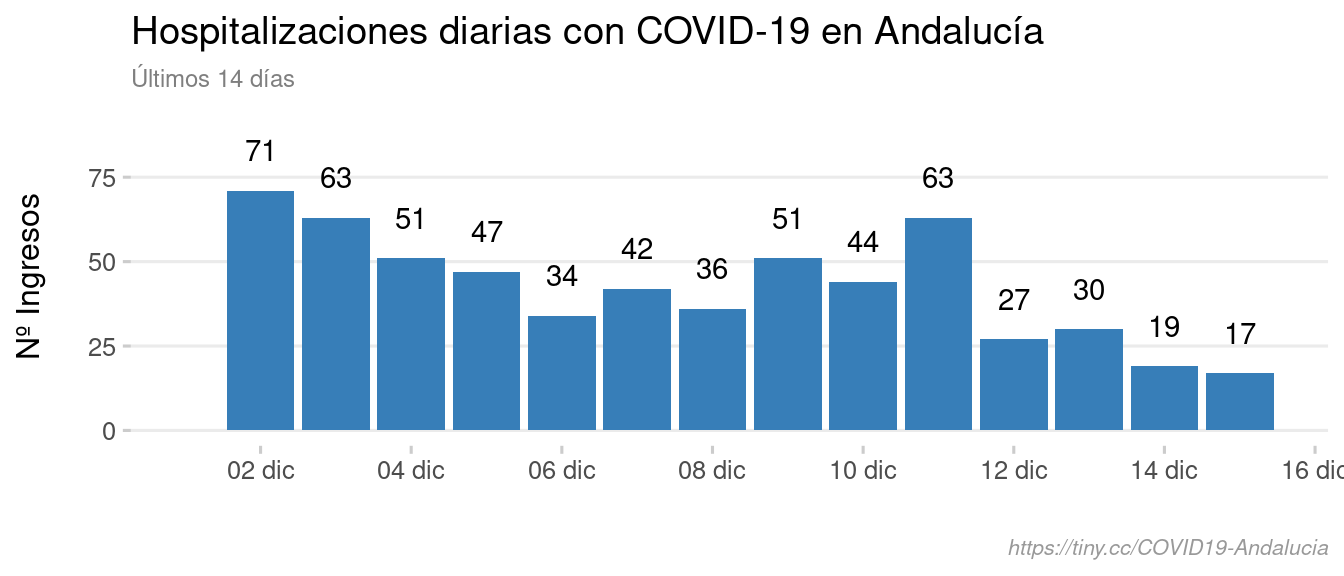 Hospitalizaciones diarias con COVID-19 en Andalucía
Últimos 14 días
Nº Ingresos
75
50
25
0
71
63
51
47
34
42
36
51
44
63
27
30
19
17
02 dic
04 dic
06 dic
08 dic
10 dic
12 dic
14 dic
16 dic
https://tiny.cc/COVID19-Andalucia